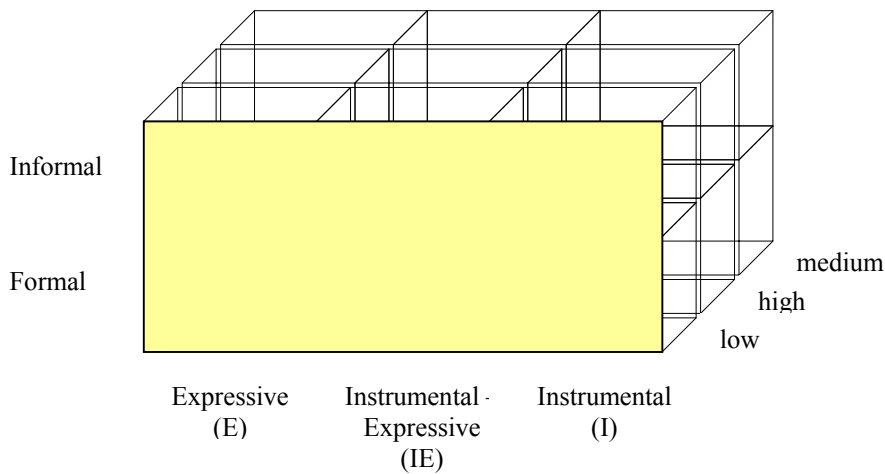 Informal
Formal
medium
high
low
Expressive
(E)
Instrumental -
Expressive
(IE)
Instrumental
(I)